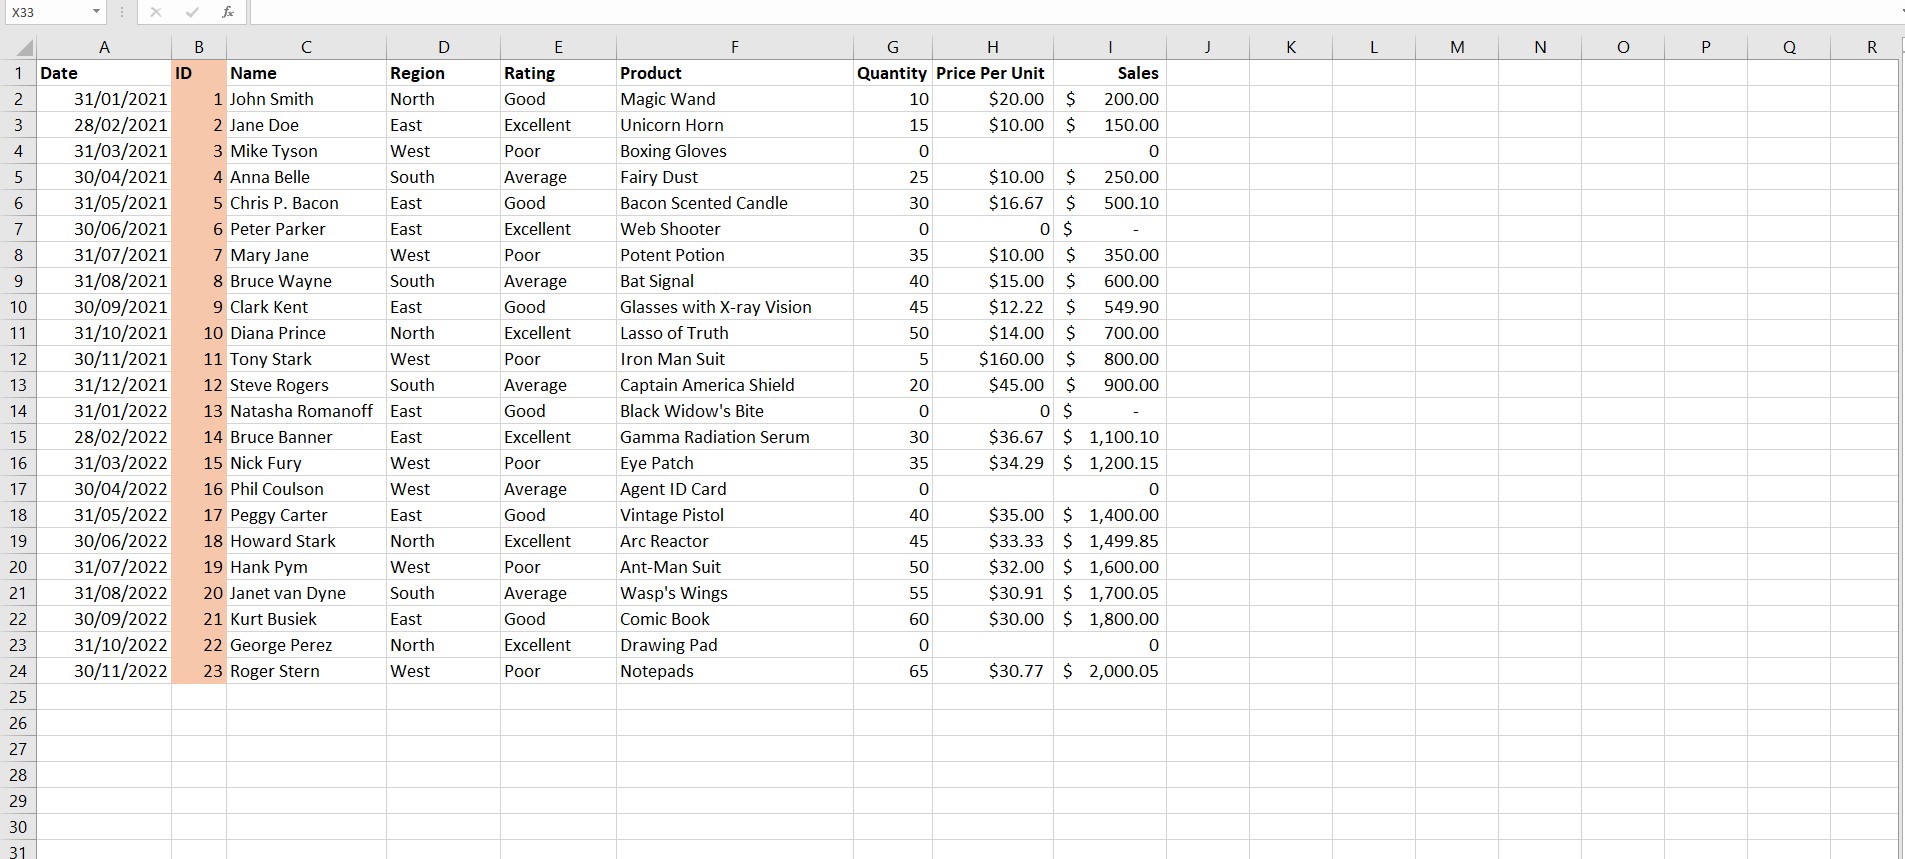 X33 fx
A B C D E F G H I J K L M N O P Q R
1 Date ID Name Region Rating Product Quantity Price Per Unit Sales
2 31/01/2021 1 John Smith North Good Magic Wand 10 $20.00 $ 200.00
3 28/02/2021 2 Jane Doe East Excellent Unicorn Horn 15 $10.00 $ 150.00
4 31/03/2021 3 Mike Tyson West Poor Boxing Gloves 0 0
5 30/04/2021 4 Anna Belle South Average Fairy Dust 25 $10.00 $ 250.00
6 31/05/2021 5 Chris P. Bacon East Good Bacon Scented Candle 30 $16.67 $ 500.10
7 30/06/2021 6 Peter Parker East Excellent Web Shooter 0 0 $ -
8 31/07/2021 7 Mary Jane West Poor Potent Potion 35 $10.00 $ 350.00
9 31/08/2021 8 Bruce Wayne South Average Bat Signal 40 $15.00 $ 600.00
10 30/09/2021 9 Clark Kent East Good Glasses with X-ray Vision 45 $12.22 $ 549.90
11 31/10/2021 10 Diana Prince North Excellent Lasso of Truth 50 $14.00 $ 700.00
12 30/11/2021 11 Tony Stark West Poor Iron Man Suit 5 $160.00 $ 800.00
13 31/12/2021 12 Steve Rogers South Average Captain America Shield 20 $45.00 $ 900.00
14 31/01/2022 13 Natasha Romanoff East Good Black Widow's Bite 0 0 $ -
15 28/02/2022 14 Bruce Banner East Excellent Gamma Radiation Serum 30 $36.67 $ 1,100.10
16 31/03/2022 15 Nick Fury West Poor Eye Patch 35 $34.29 $ 1,200.15
17 30/04/2022 16 Phil Coulson West Average Agent ID Card 0 0
18 31/05/2022 17 Peggy Carter East Good Vintage Pistol 40 $35.00 $ 1,400.00
19 30/06/2022 18 Howard Stark North Excellent Arc Reactor 45 $33.33 $ 1,499.85
20 31/07/2022 19 Hank Pym West Poor Ant-Man Suit 50 $32.00 $ 1,600.00
21 31/08/2022 20 Janet van Dyne South Average Wasp's Wings 55 $30.91 $ 1,700.05
22 30/09/2022 21 Kurt Busiek East Good Comic Book 60 $30.00 $ 1,800.00
23 31/10/2022 22 George Perez North Excellent Drawing Pad 0 0
24 30/11/2022 23 Roger Stern West Poor Notepads 65 $30.77 $ 2,000.05
25
26
27
28
29
30
31